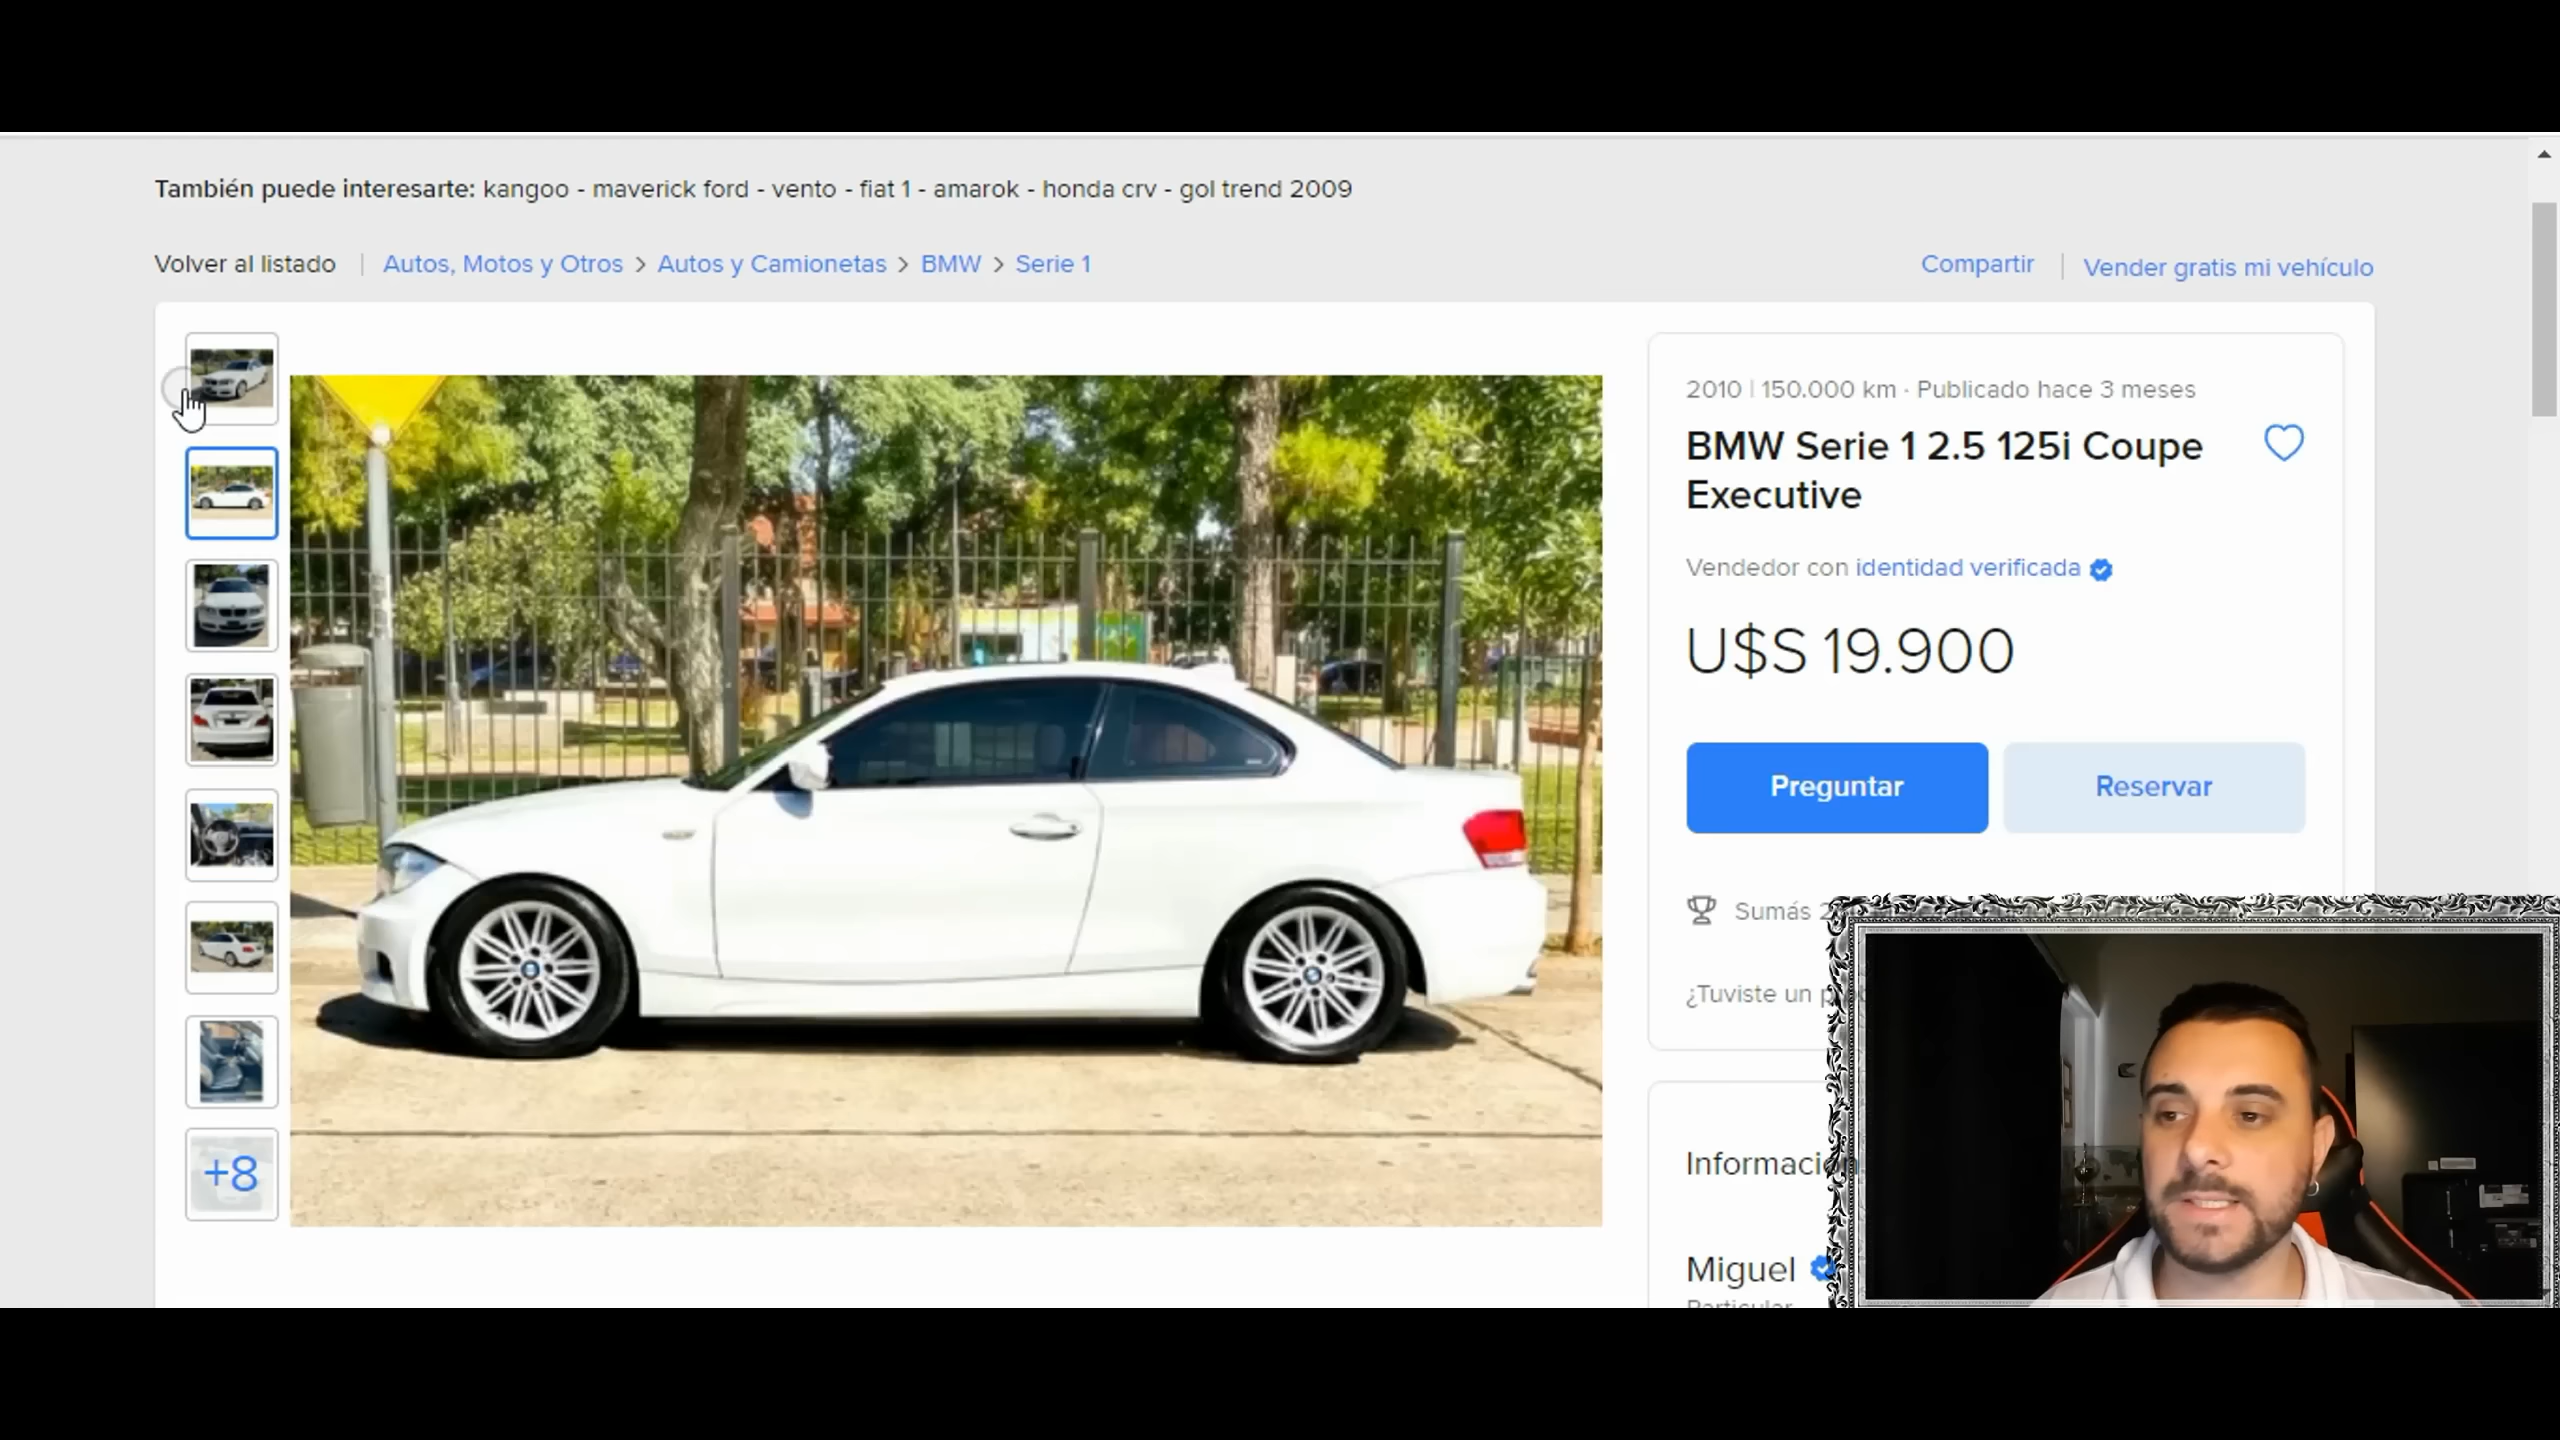 También puede interesarte: kangoo - maverick ford - vento - fiat 1 - amarok - honda crv - gol trend 2009
Volver al listado | Autos, Motos y Otros > Autos y Camionetas > BMW > Serie 1
Compartir | Vender gratis mi vehículo
2010 | 150.000 km · Publicado hace 3 meses
BMW Serie 1 2.5 125i Coupe
Executive
Vendedor con identidad verificada
U$S 19.900
Preguntar
Reservar
Sumás
¿Tuviste un
+8
Informació
Miguel
Particular